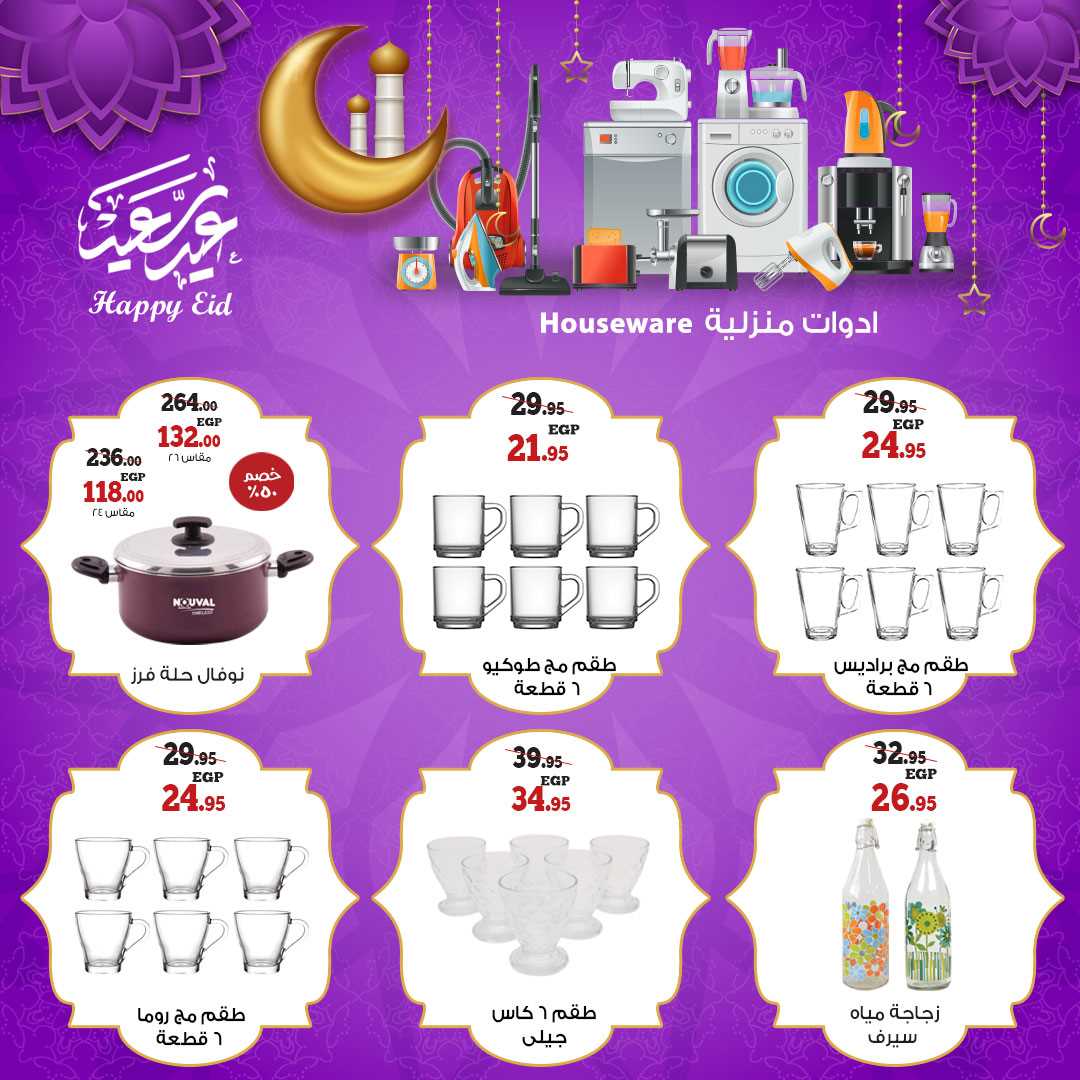 عيد سعيد
Happy Eid
ادوات منزلية Houseware
264.00
EGP
132.00
مقاس ٢٦
236.00
EGP
118.00
مقاس ٢٤
خصم
٥٠٪
NOUVAL
نوفال حلة فرز
29.95
EGP
21.95
طقم مج طوكيو
٦ قطعة
29.95
EGP
24.95
طقم مج براديس
٦ قطعة
29.95
EGP
24.95
طقم مج روما
٦ قطعة
39.95
EGP
34.95
طقم ٦ كاس
جيلى
32.95
EGP
26.95
زجاجة مياه
سيرف